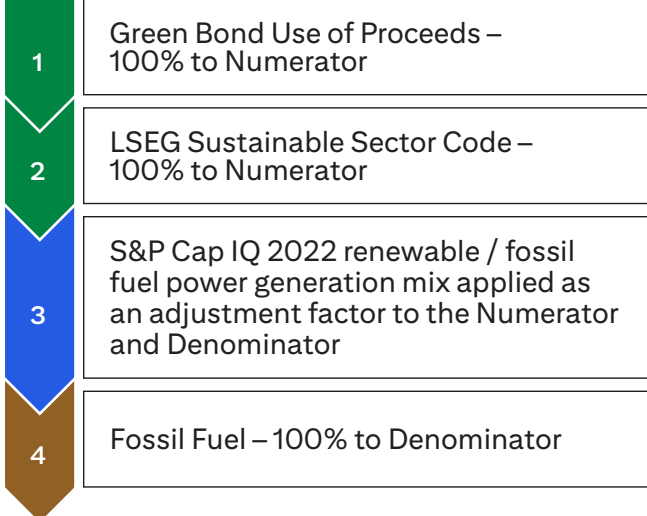 1
Green Bond Use of Proceeds –
100% to Numerator
2
LSEG Sustainable Sector Code –
100% to Numerator
3
S&P Cap IQ 2022 renewable / fossil
fuel power generation mix applied as
an adjustment factor to the Numerator
and Denominator
4
Fossil Fuel – 100% to Denominator